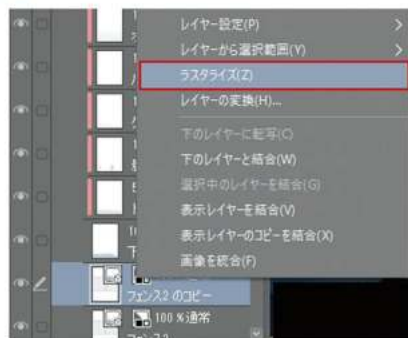 レイヤー設定(P)
レイヤーから選択範囲(Y)
ラスタライズ(Z)
レイヤーの変換(H)...
下のレイヤーに転写(C)
下のレイヤーと結合(W)
選択中のレイヤーを結合(G)
表示レイヤーを結合(V)
表示レイヤーのコピーを結合(X)
画像を統合(F)
フェンス2 のコピー
100 %通常
フェンス2